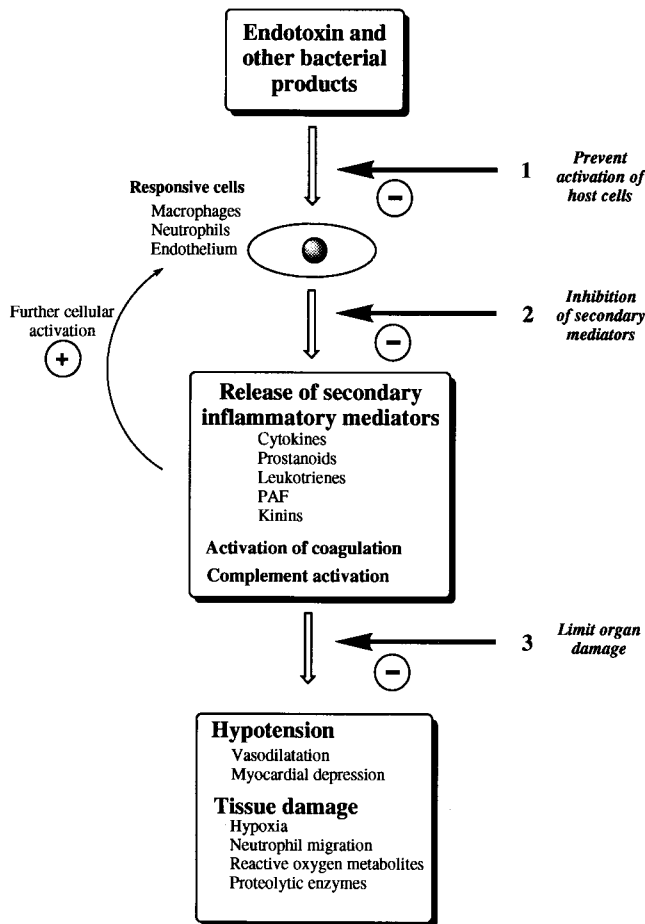 Endotoxin and
other bacterial
products
1
Prevent
activation of
host cells
−
Responsive cells
Macrophages
Neutrophils
Endothelium
Further cellular
activation
+
2
Inhibition
of secondary
mediators
−
Release of secondary
inflammatory mediators
Cytokines
Prostanoids
Leukotrienes
PAF
Kinins
Activation of coagulation
Complement activation
3
Limit organ
damage
−
Hypotension
Vasodilatation
Myocardial depression
Tissue damage
Hypoxia
Neutrophil migration
Reactive oxygen metabolites
Proteolytic enzymes